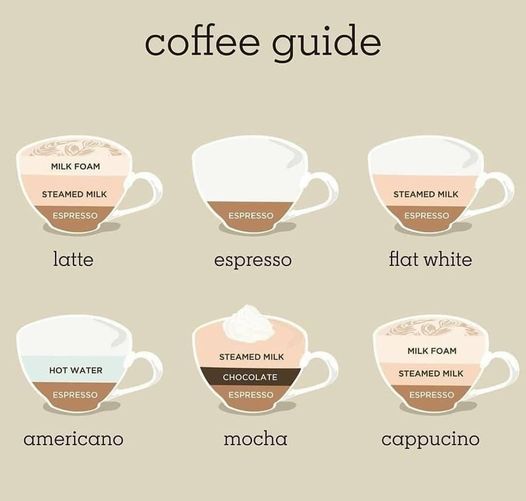 coffee guide
MILK FOAM
STEAMED MILK
ESPRESSO
latte
ESPRESSO
espresso
STEAMED MILK
ESPRESSO
flat white
HOT WATER
ESPRESSO
americano
STEAMED MILK
CHOCOLATE
ESPRESSO
mocha
MILK FOAM
STEAMED MILK
ESPRESSO
cappucino